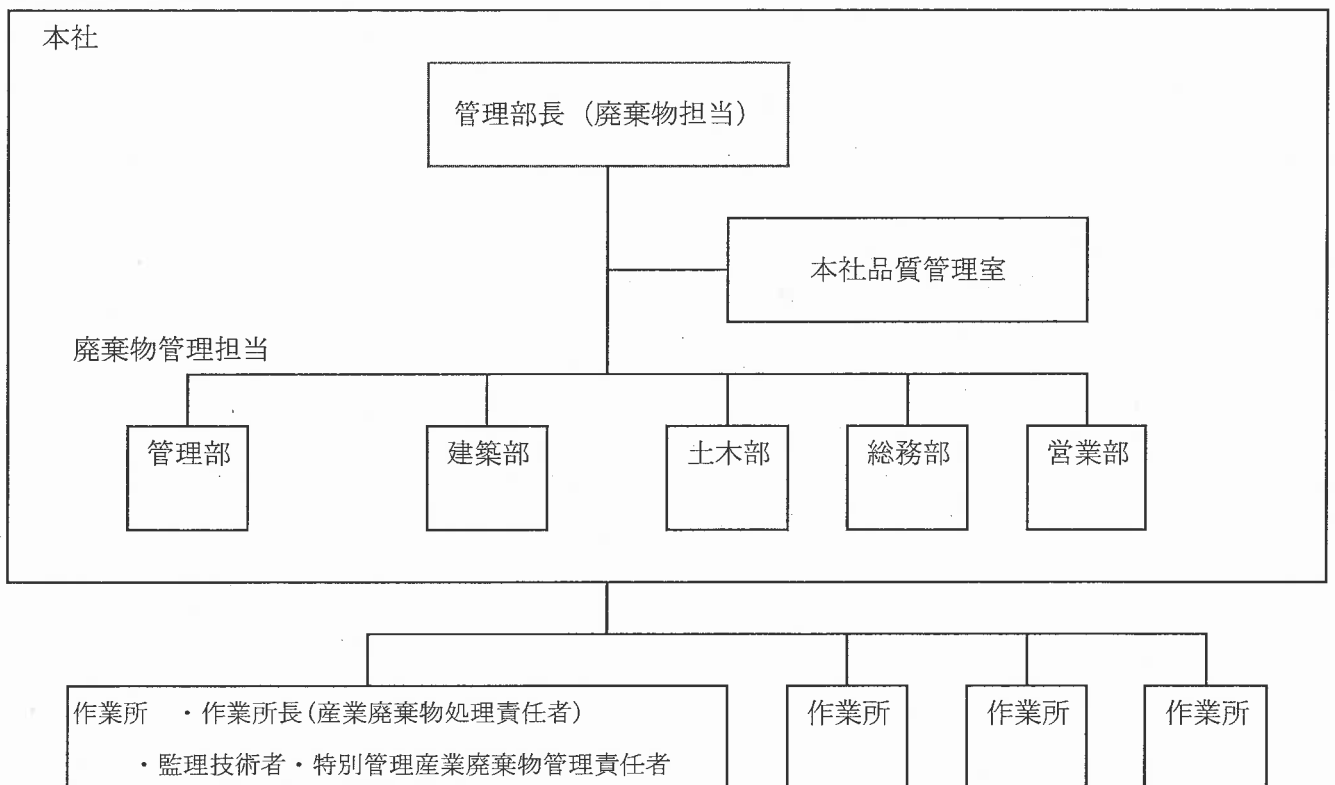 本社
管理部長（廃棄物担当）
本社品質管理室
廃棄物管理担当
管理部
建築部
土木部
総務部
営業部
作業所　・作業所長(産業廃棄物処理責任者)
・監理技術者・特別管理産業廃棄物管理責任者
作業所
作業所
作業所